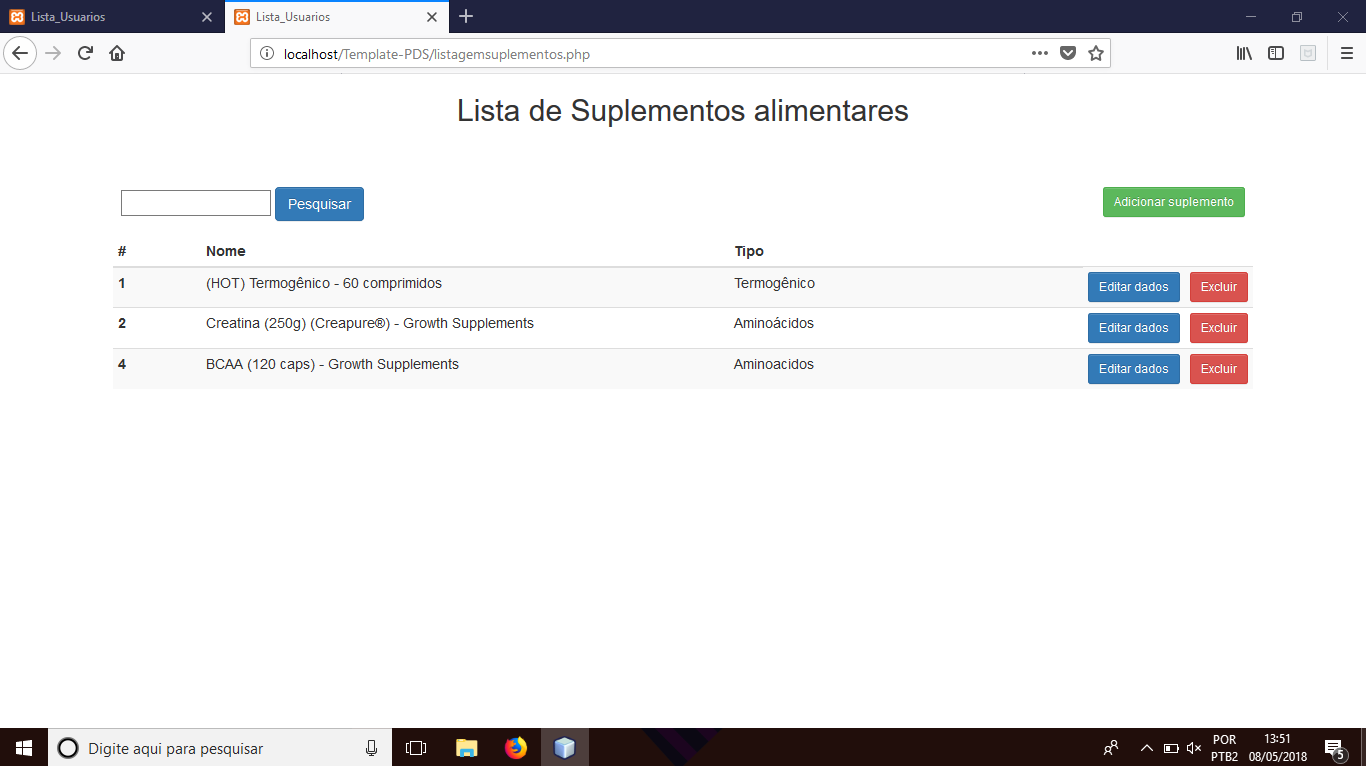 Lista_Usuarios
Lista_Usuarios
localhost/Template-PDS/listagemsuplementos.php
Lista de Suplementos alimentares
Pesquisar
Adicionar suplemento
# Nome Tipo
1 (HOT) Termogênico - 60 comprimidos Termogênico Editar dados Excluir
2 Creatina (250g) (Creapure®) - Growth Supplements Aminoácidos Editar dados Excluir
4 BCAA (120 caps) - Growth Supplements Aminoacidos Editar dados Excluir
Digite aqui para pesquisar
POR
PTB2
13:51
08/05/2018
5